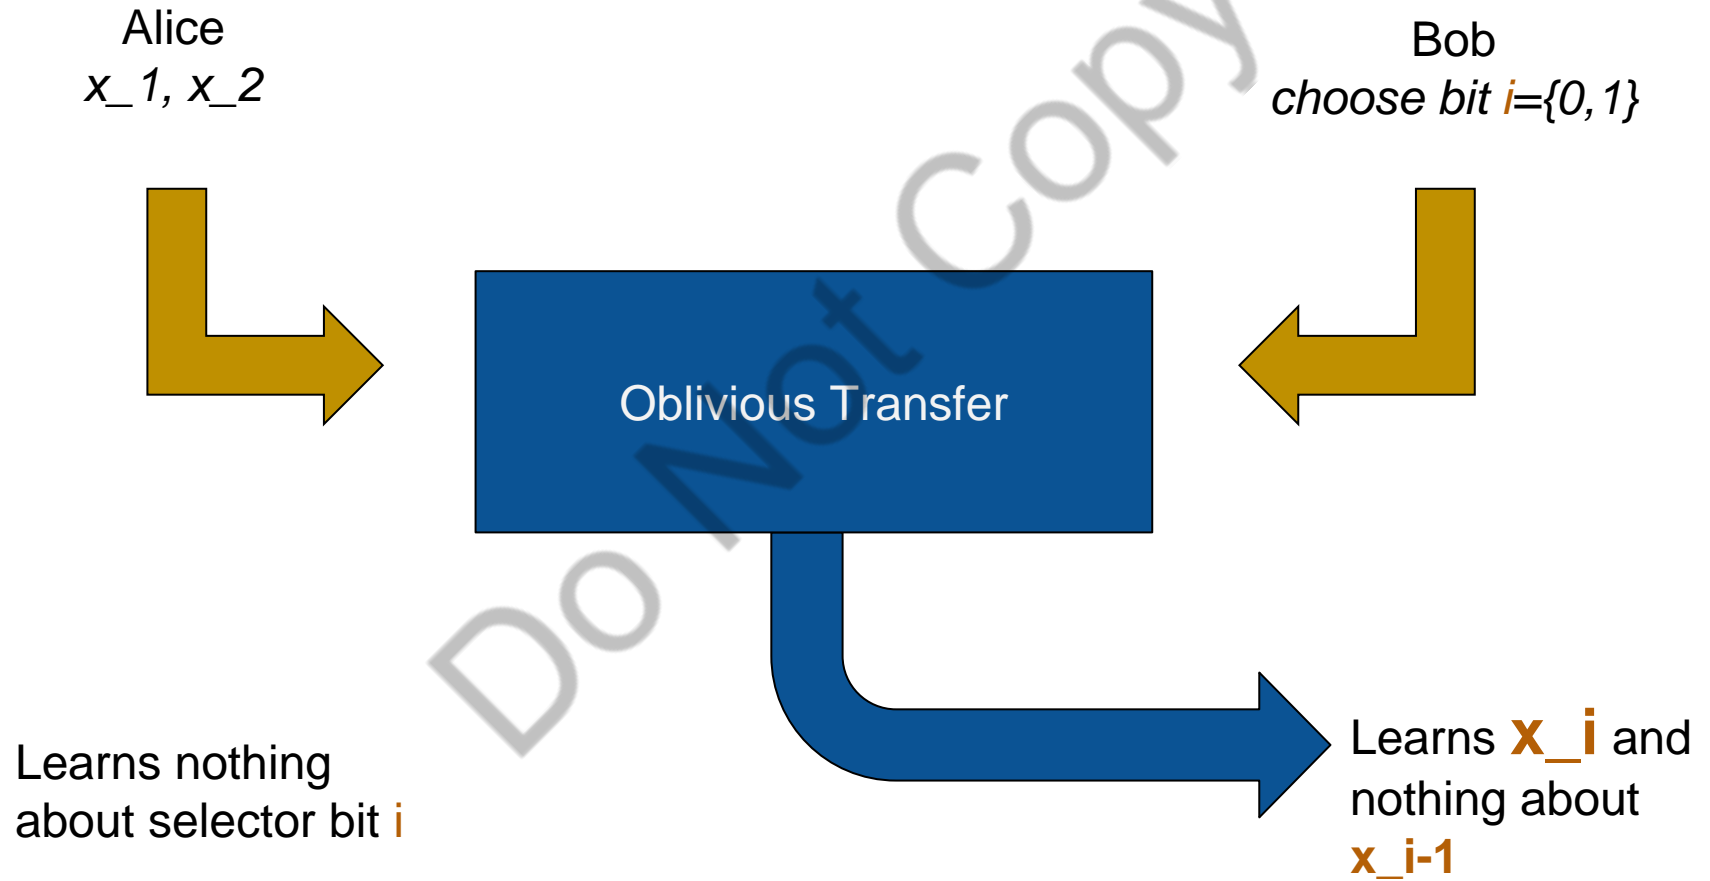 Alice
x_1, x_2
Bob
choose bit i={0,1}
Oblivious Transfer
Do Not Copy
Learns nothing
about selector bit i
Learns x_i and
nothing about
x_i-1